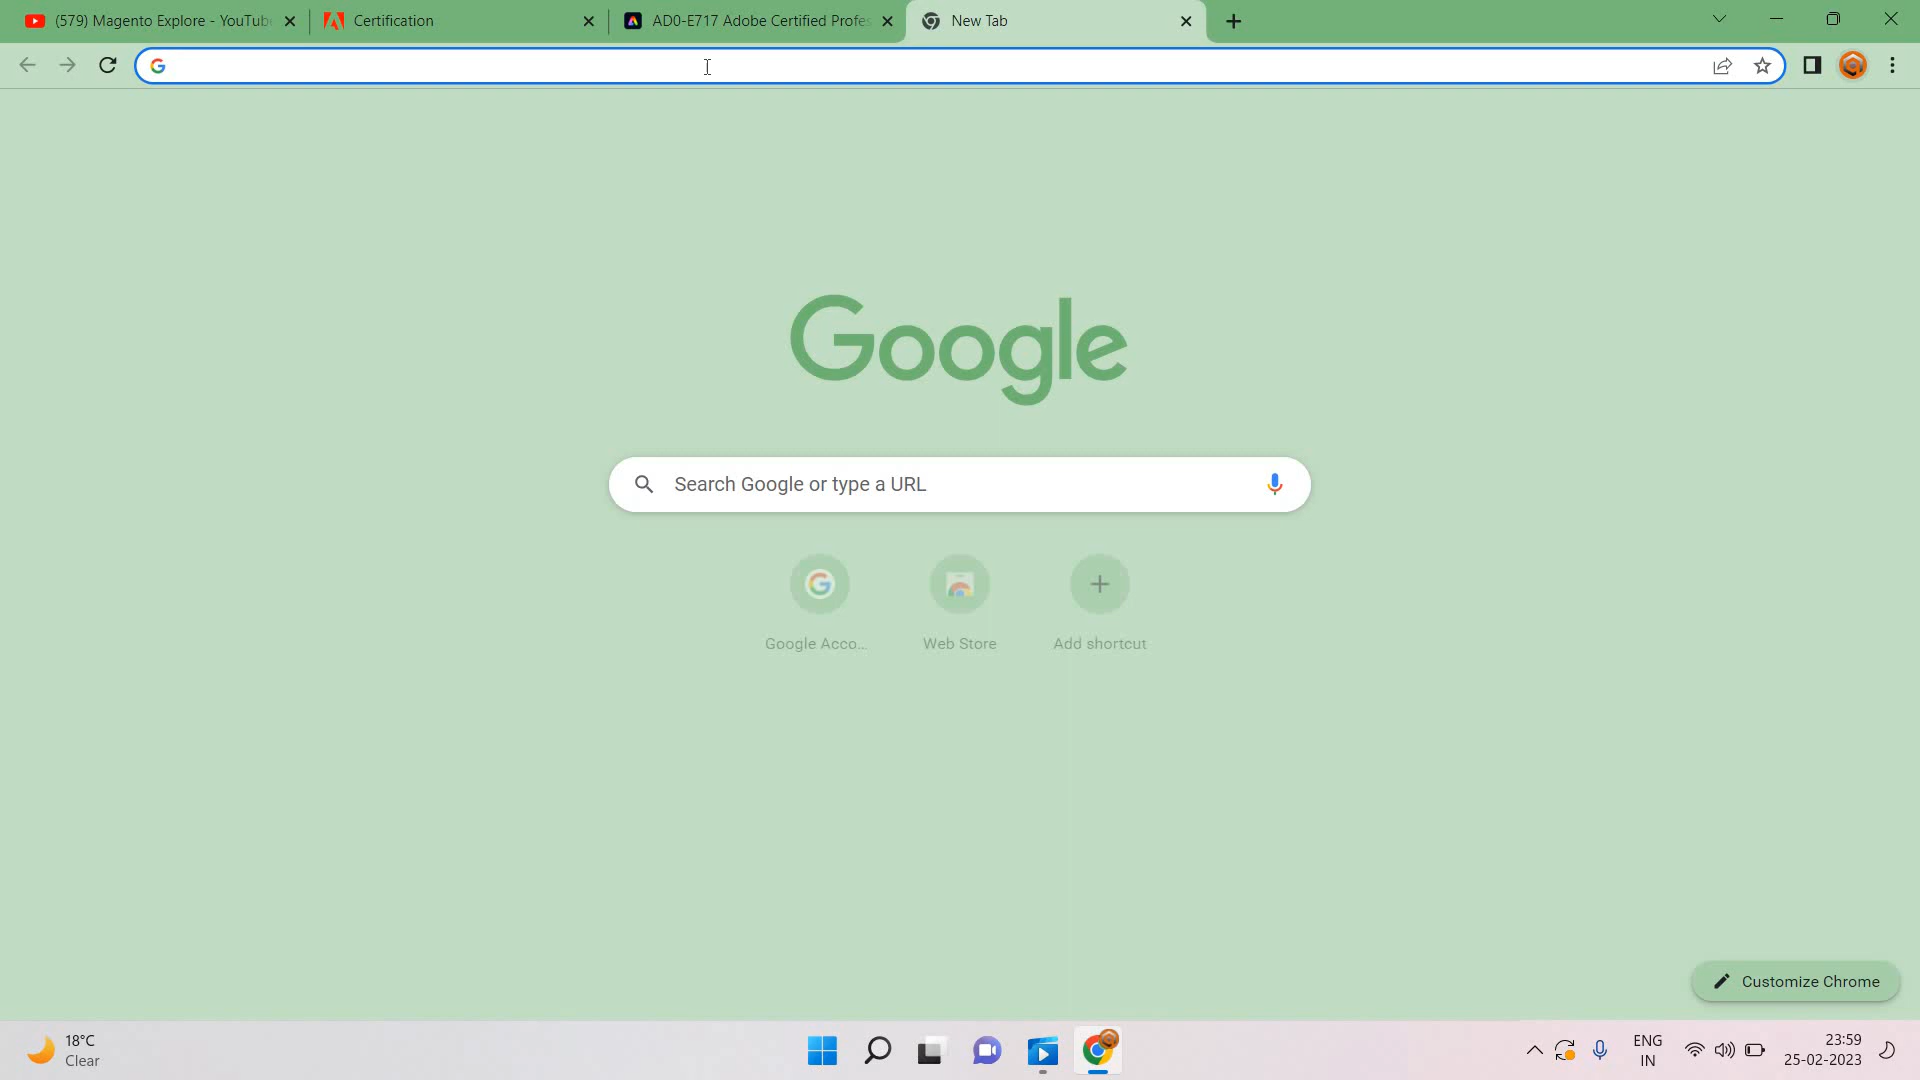 (579) Magento Explore - YouTub
Certification
AD0-E717 Adobe Certified Profes
New Tab
Google
Search Google or type a URL
Google Acco...
Web Store
Add shortcut
Customize Chrome
18°C
Clear
ENG
IN
23:59
25-02-2023